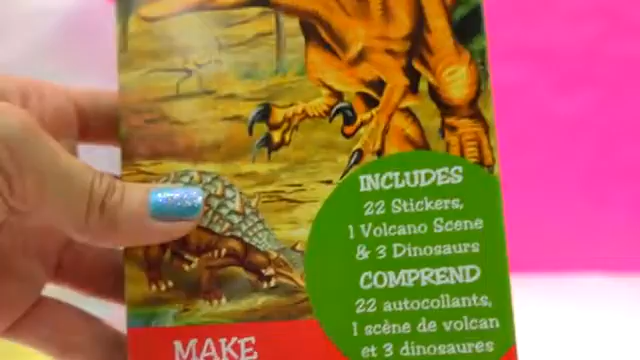 INCLUDES
22 Stickers,
1 Volcano Scene
& 3 Dinosaurs
COMPREND
22 autocollants,
1 scène de volcan
et 3 dinosaures
MAKE